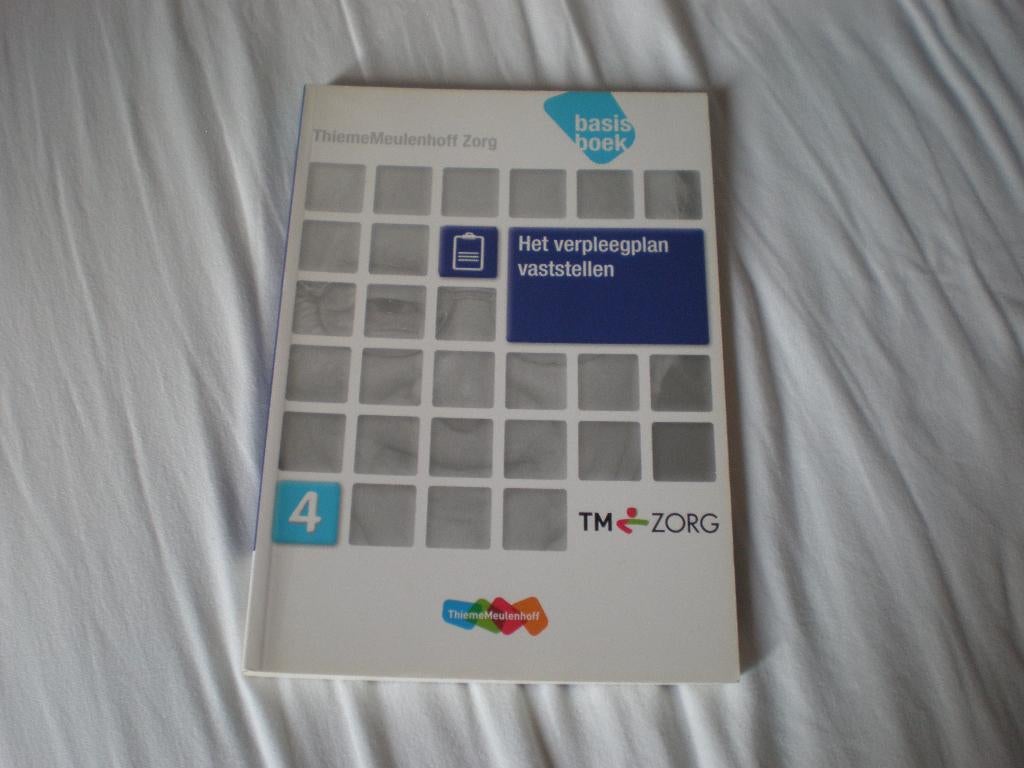 basis
boek
ThiemeMeulenhoff Zorg
Het verpleegplan
vaststellen
4
TM ZORG
ThiemeMeulenhoff